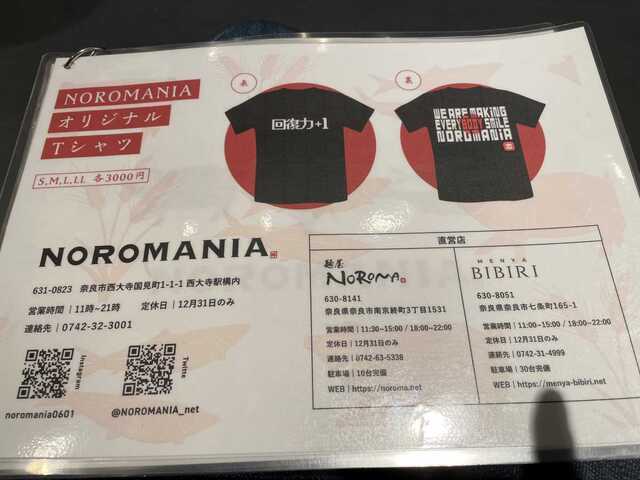 NOROMANIA
オリジナル
Tシャツ
S,M,L,LL 各3000円
表
回復力+1
裏
WE ARE MAKING
EVERYBODY SMILE
NOROMANIA
NOROMANIA
631-0823 奈良市西大寺国見町1-1-1 西大寺駅構内
営業時間｜11時~21時 定休日｜12月31日のみ
連絡先｜0742-32-3001
Instagram
noromania0601
Twitte
@NOROMANIA_net
直営店
麺屋
NOROMA
630-8141
奈良県奈良市南京終町3丁目1531
営業時間｜11:30~15:00 / 18:00~22:00
定休日｜12月31日のみ
連絡先｜0742-63-5338
駐車場｜10台完備
WEB｜https://noroma.net
MENYA
BIBIRI
630-8051
奈良県奈良市七条町165-1
営業時間｜11:00~15:00 / 18:00~22:00
定休日｜12月31日のみ
連絡先｜0742-31-4999
駐車場｜30台完備
WEB｜https://menya-bibiri.net